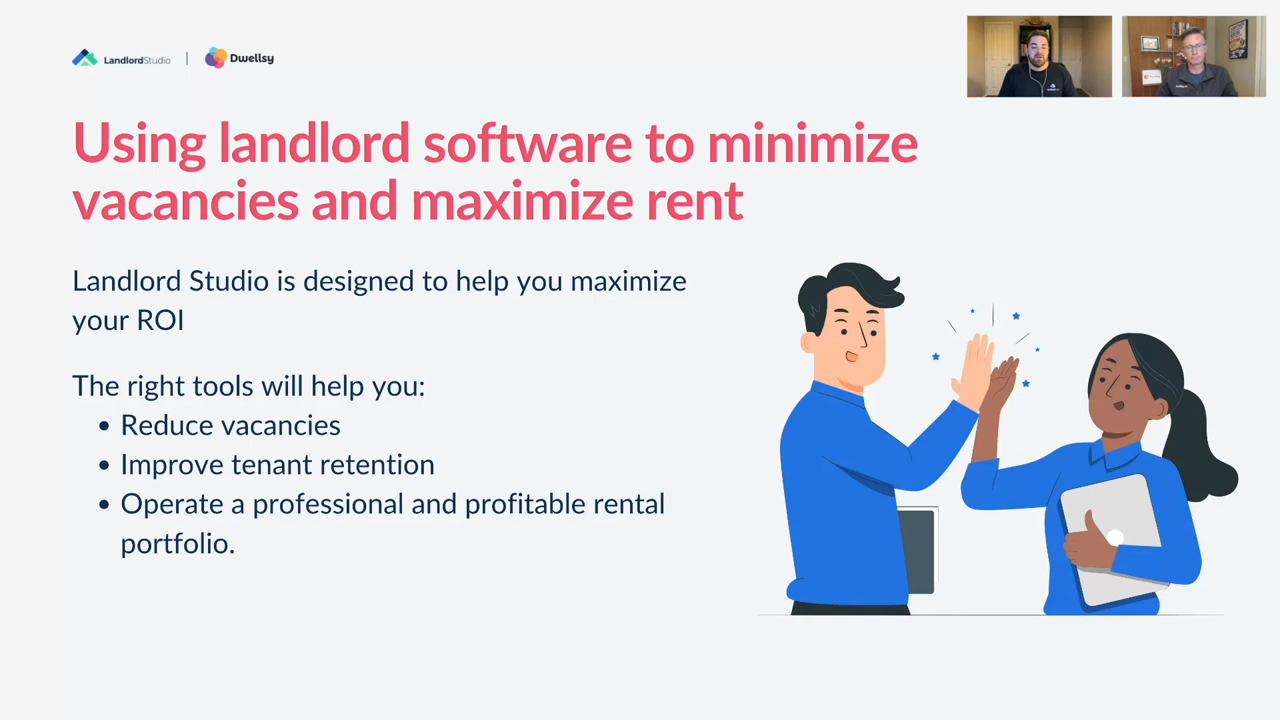 LandlordStudio | Dwellsy
Using landlord software to minimize
vacancies and maximize rent
Landlord Studio is designed to help you maximize
your ROI
The right tools will help you:
• Reduce vacancies
• Improve tenant retention
• Operate a professional and profitable rental
portfolio.